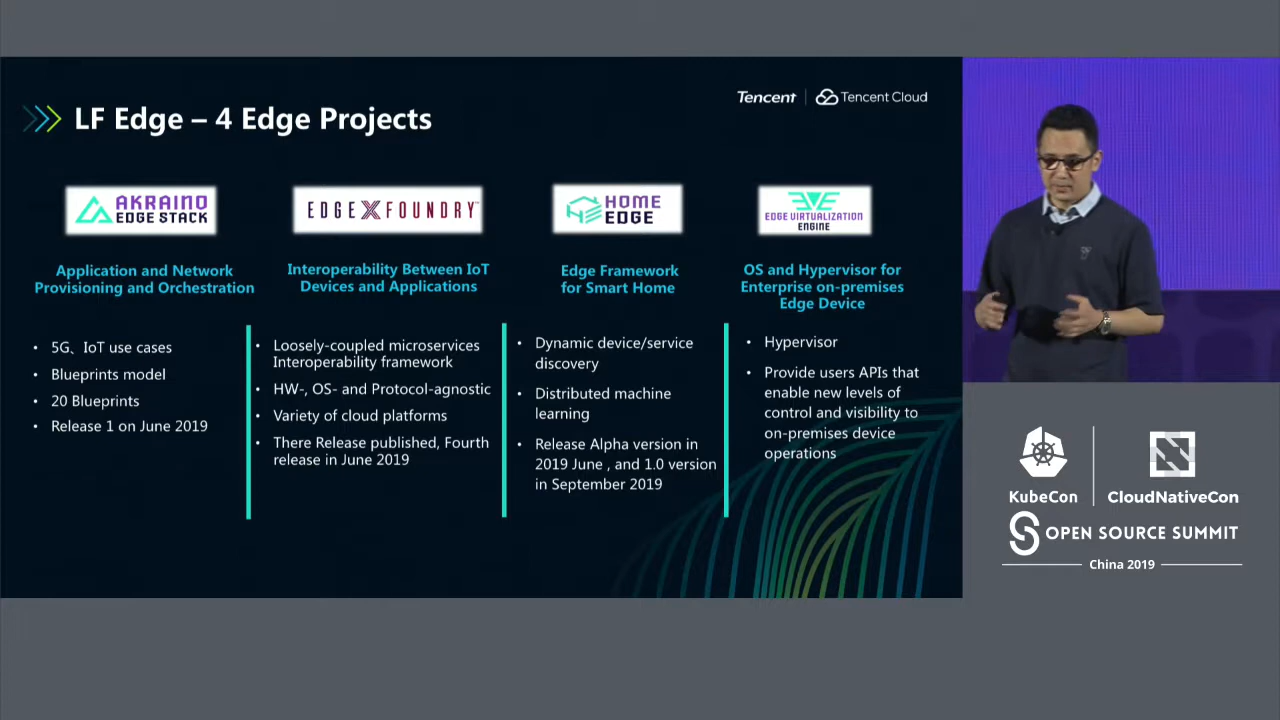 LF Edge – 4 Edge Projects
Tencent | Tencent Cloud
AKRAINO
EDGE STACK
Application and Network
Provisioning and Orchestration
• 5G、IoT use cases
• Blueprints model
• 20 Blueprints
• Release 1 on June 2019
EDGE X FOUNDRY™
Interoperability Between IoT
Devices and Applications
• Loosely-coupled microservices
Interoperability framework
• HW-, OS- and Protocol-agnostic
• Variety of cloud platforms
• There Release published, Fourth
release in June 2019
HOME
EDGE
Edge Framework
for Smart Home
• Dynamic device/service
discovery
• Distributed machine
learning
• Release Alpha version in
2019 June , and 1.0 version
in September 2019
EVE
EDGE VIRTUALIZATION
ENGINE
OS and Hypervisor for
Enterprise on-premises
Edge Device
• Hypervisor
• Provide users APIs that
enable new levels of
control and visibility to
on-premises device
operations
KubeCon
CloudNativeCon
OPEN SOURCE SUMMIT
China 2019